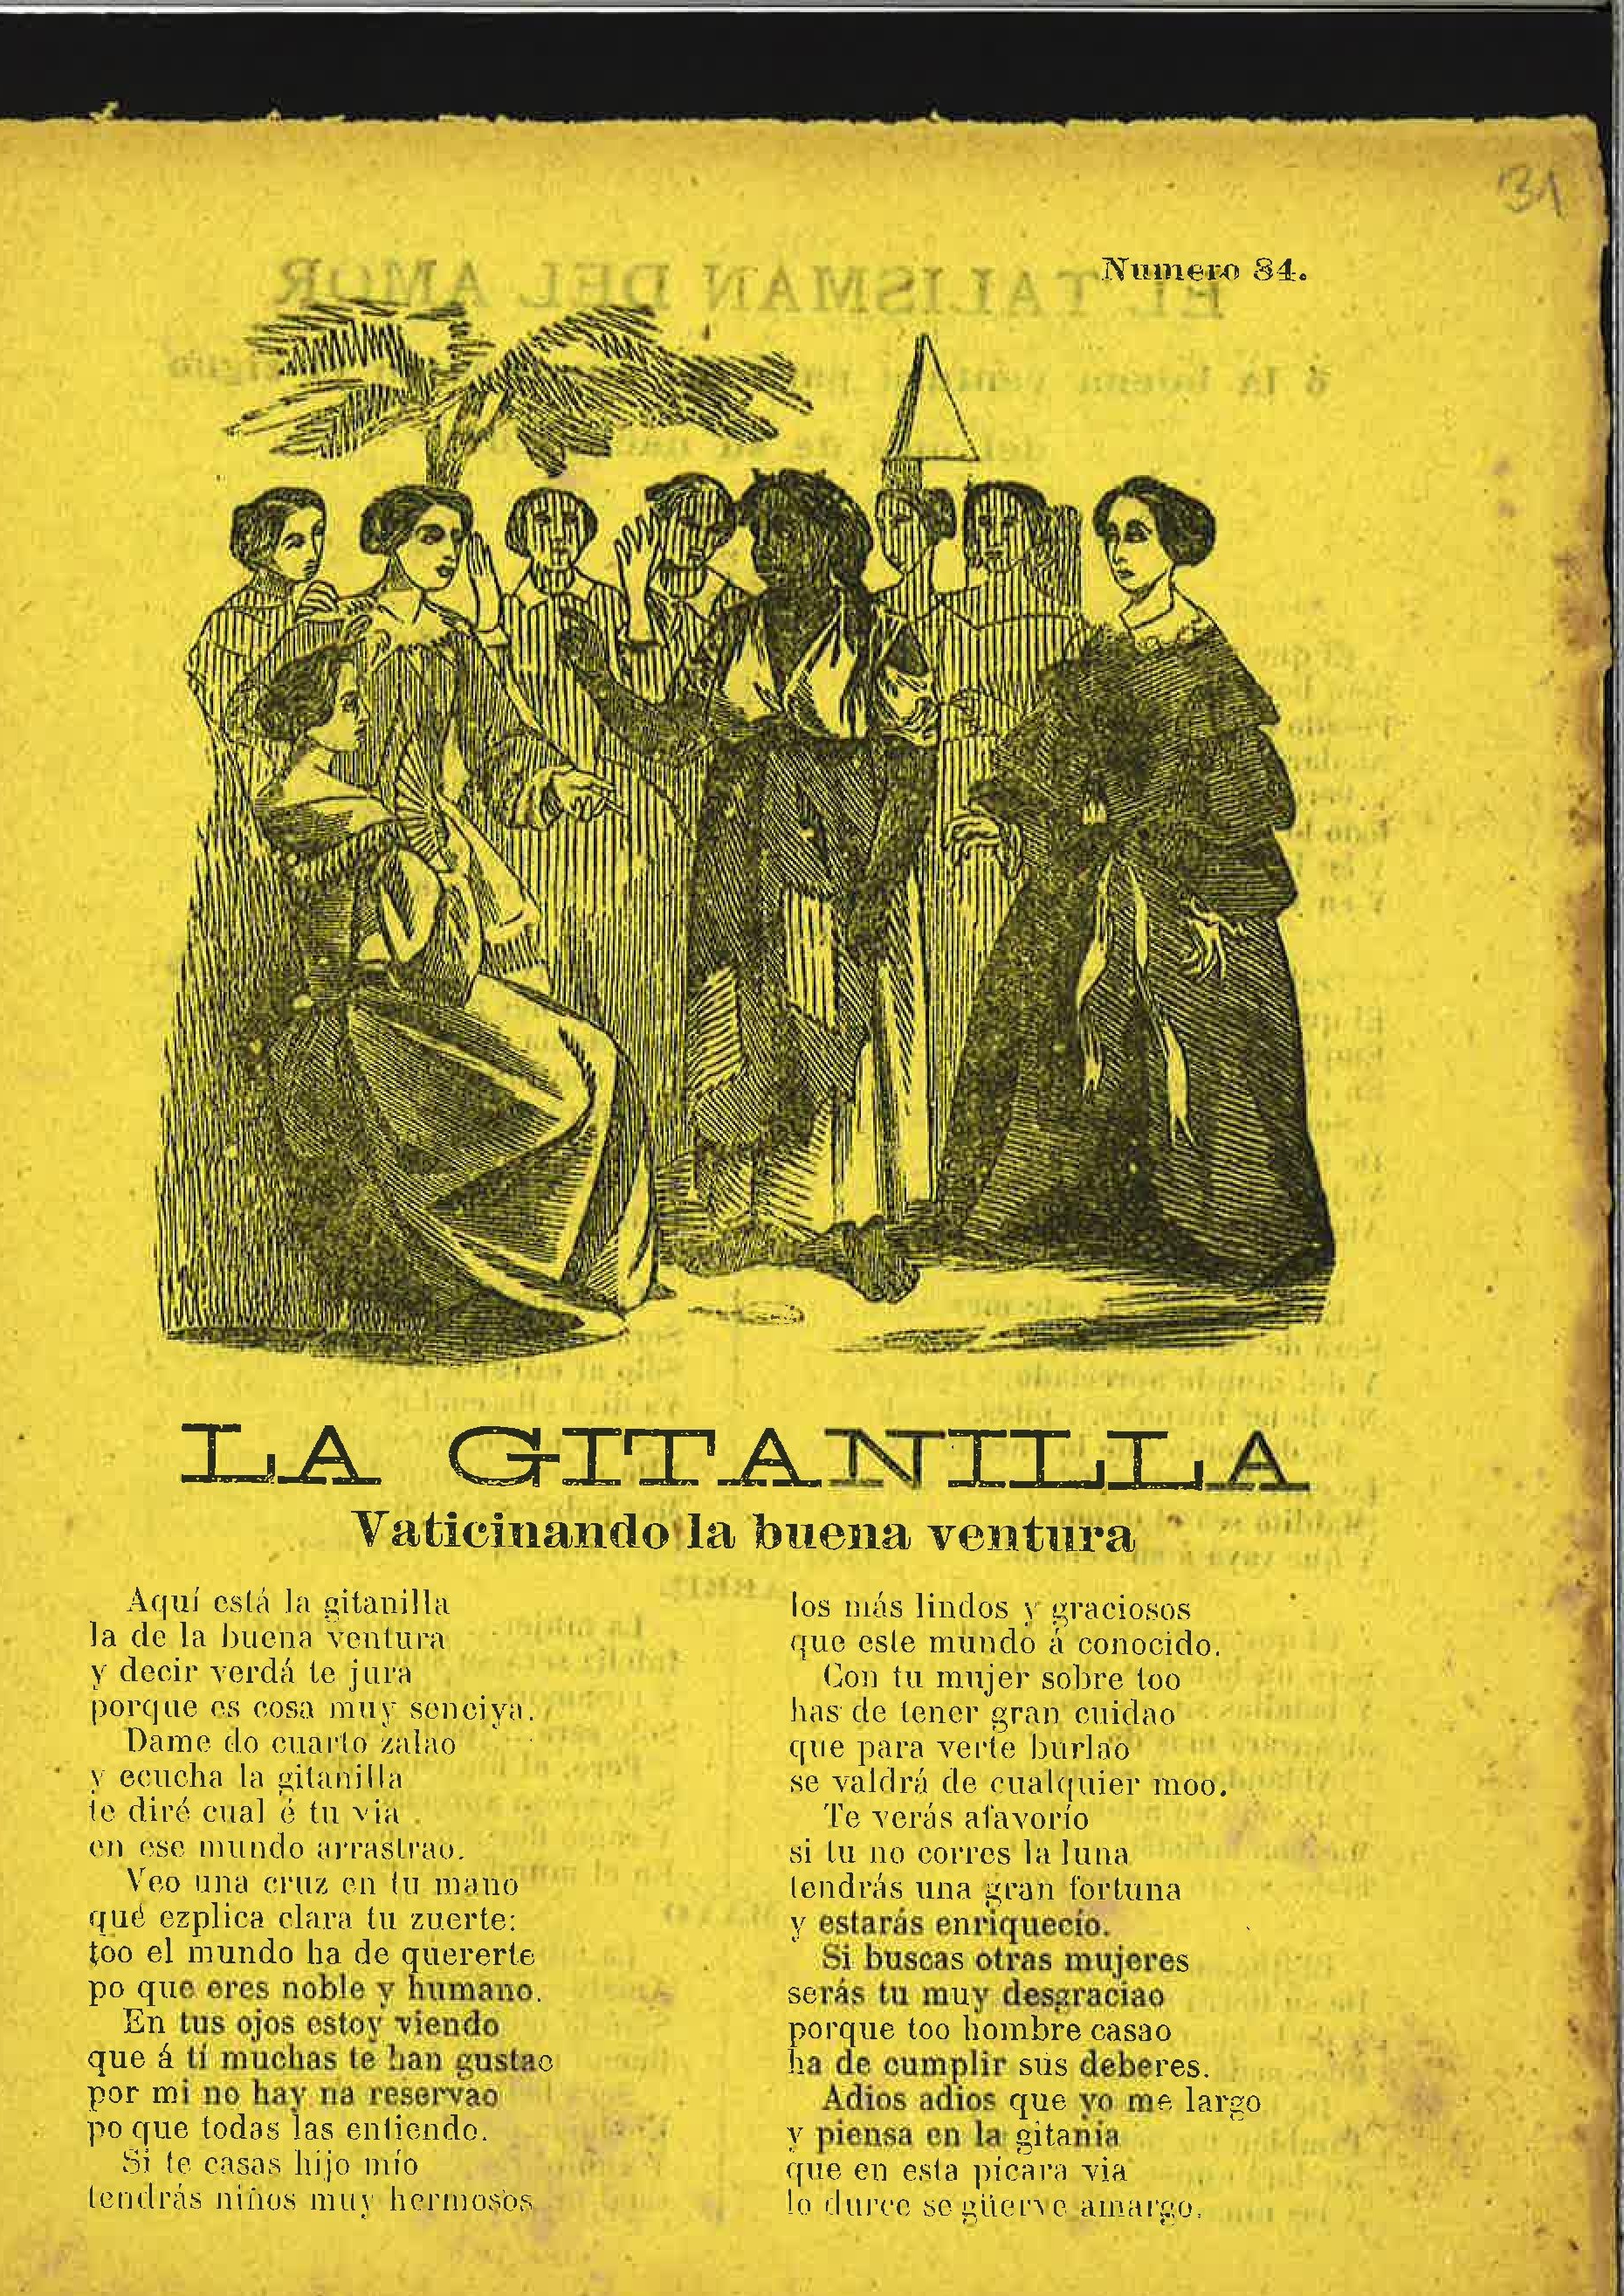 31
Numero 34.
EL TALISMAN DEL AMOR
LA GITANILLA
Vaticinando la buena ventura
Aquí está la gitanilla
la de la buena ventura
y decir verdá te jura
porque es cosa muy senciya.
Dame do cuarto zalao
y ecucha la gitanilla
te diré cual é tu via
en ese mundo arrastrao.
Veo una cruz en tu mano
qué ezplica clara tu zuerte:
too el mundo ha de quererte
po que eres noble y humano.
En tus ojos estoy viendo
que á tí muchas te han gustao
por mi no hay na reservao
po que todas las entiendo.
Si te casas hijo mío
tendrás niños muy hermosos
los más lindos y graciosos
que este mundo á conocido.
Con tu mujer sobre too
has de tener gran cuidao
que para verte burlao
se valdrá de cualquier moo.
Te verás afavorío
si tu no corres la luna
tendrás una gran fortuna
y estarás enriquecío.
Si buscas otras mujeres
serás tu muy desgraciao
porque too hombre casao
ha de cumplir sus deberes.
Adios adios que yo me largo
y piensa en la gitania
que en esta pícara via
lo durce se güerve amargo.